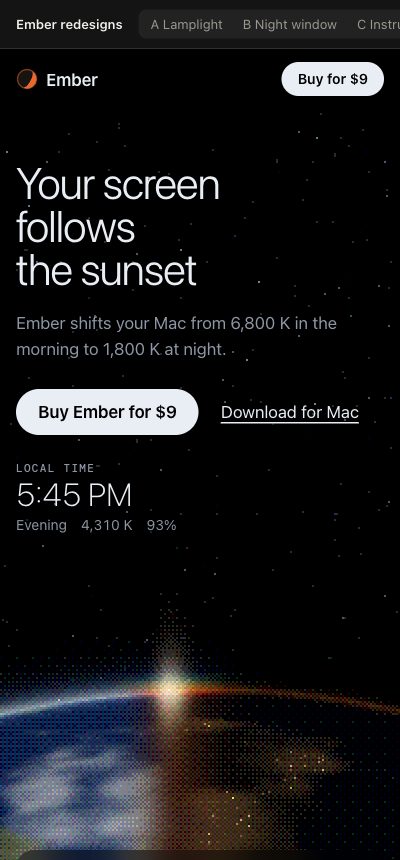 Ember redesigns A Lamplight B Night window C Instru
Ember Buy for $9
Your screen
follows
the sunset
Ember shifts your Mac from 6,800 K in the
morning to 1,800 K at night.
Buy Ember for $9 Download for Mac
LOCAL TIME
5:45 PM
Evening 4,310 K 93%